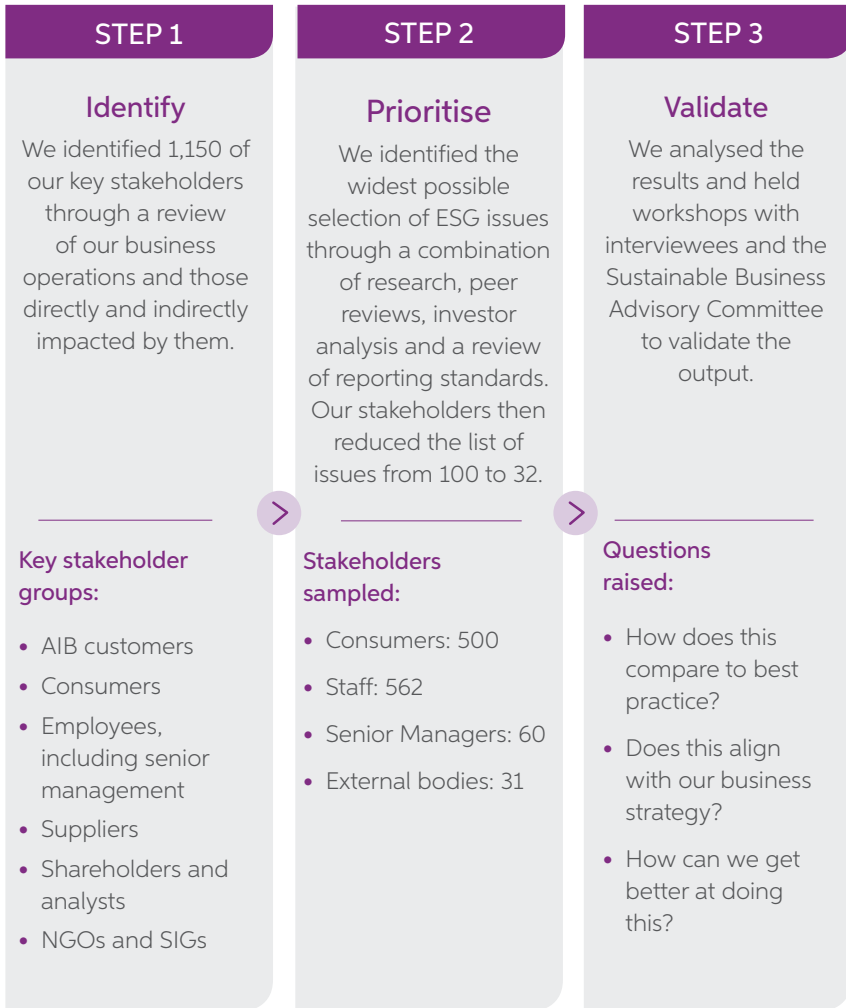 STEP 1
Identify
We identified 1,150 of
our key stakeholders
through a review
of our business
operations and those
directly and indirectly
impacted by them.
Key stakeholder
groups:
• AIB customers
• Consumers
• Employees,
including senior
management
• Suppliers
• Shareholders and
analysts
• NGOs and SIGs
STEP 2
Prioritise
We identified the
widest possible
selection of ESG issues
through a combination
of research, peer
reviews, investor
analysis and a review
of reporting standards.
Our stakeholders then
reduced the list of
issues from 100 to 32.
Stakeholders
sampled:
• Consumers: 500
• Staff: 562
• Senior Managers: 60
• External bodies: 31
STEP 3
Validate
We analysed the
results and held
workshops with
interviewees and the
Sustainable Business
Advisory Committee
to validate the
output.
Questions
raised:
• How does this
compare to best
practice?
• Does this align
with our business
strategy?
• How can we get
better at doing
this?